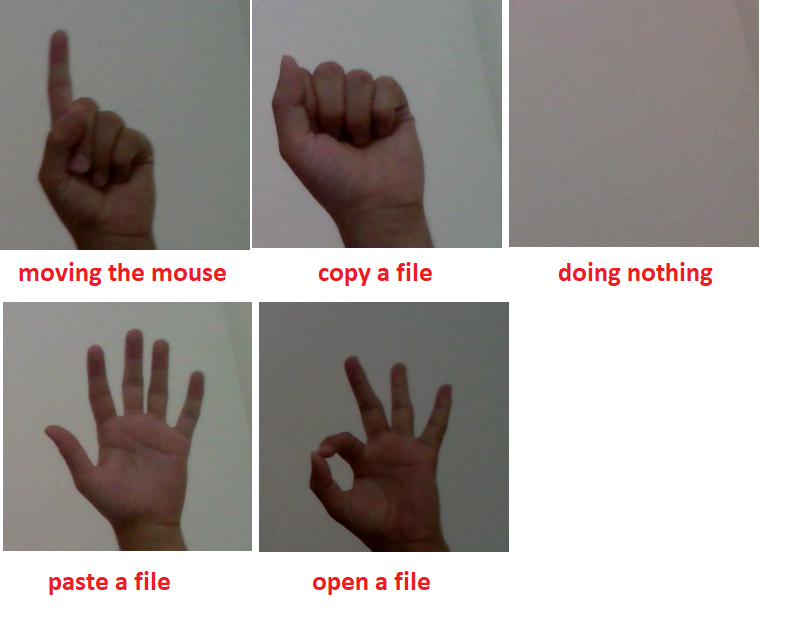 moving the mouse
copy a file
doing nothing
paste a file
open a file